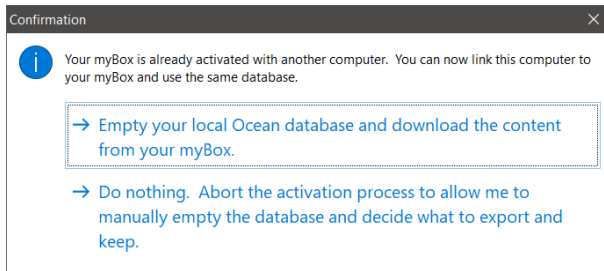 Confirmation
Your myBox is already activated with another computer.  You can now link this computer to
your myBox and use the same database.
Empty your local Ocean database and download the content
from your myBox.
Do nothing.  Abort the activation process to allow me to
manually empty the database and decide what to export and
keep.